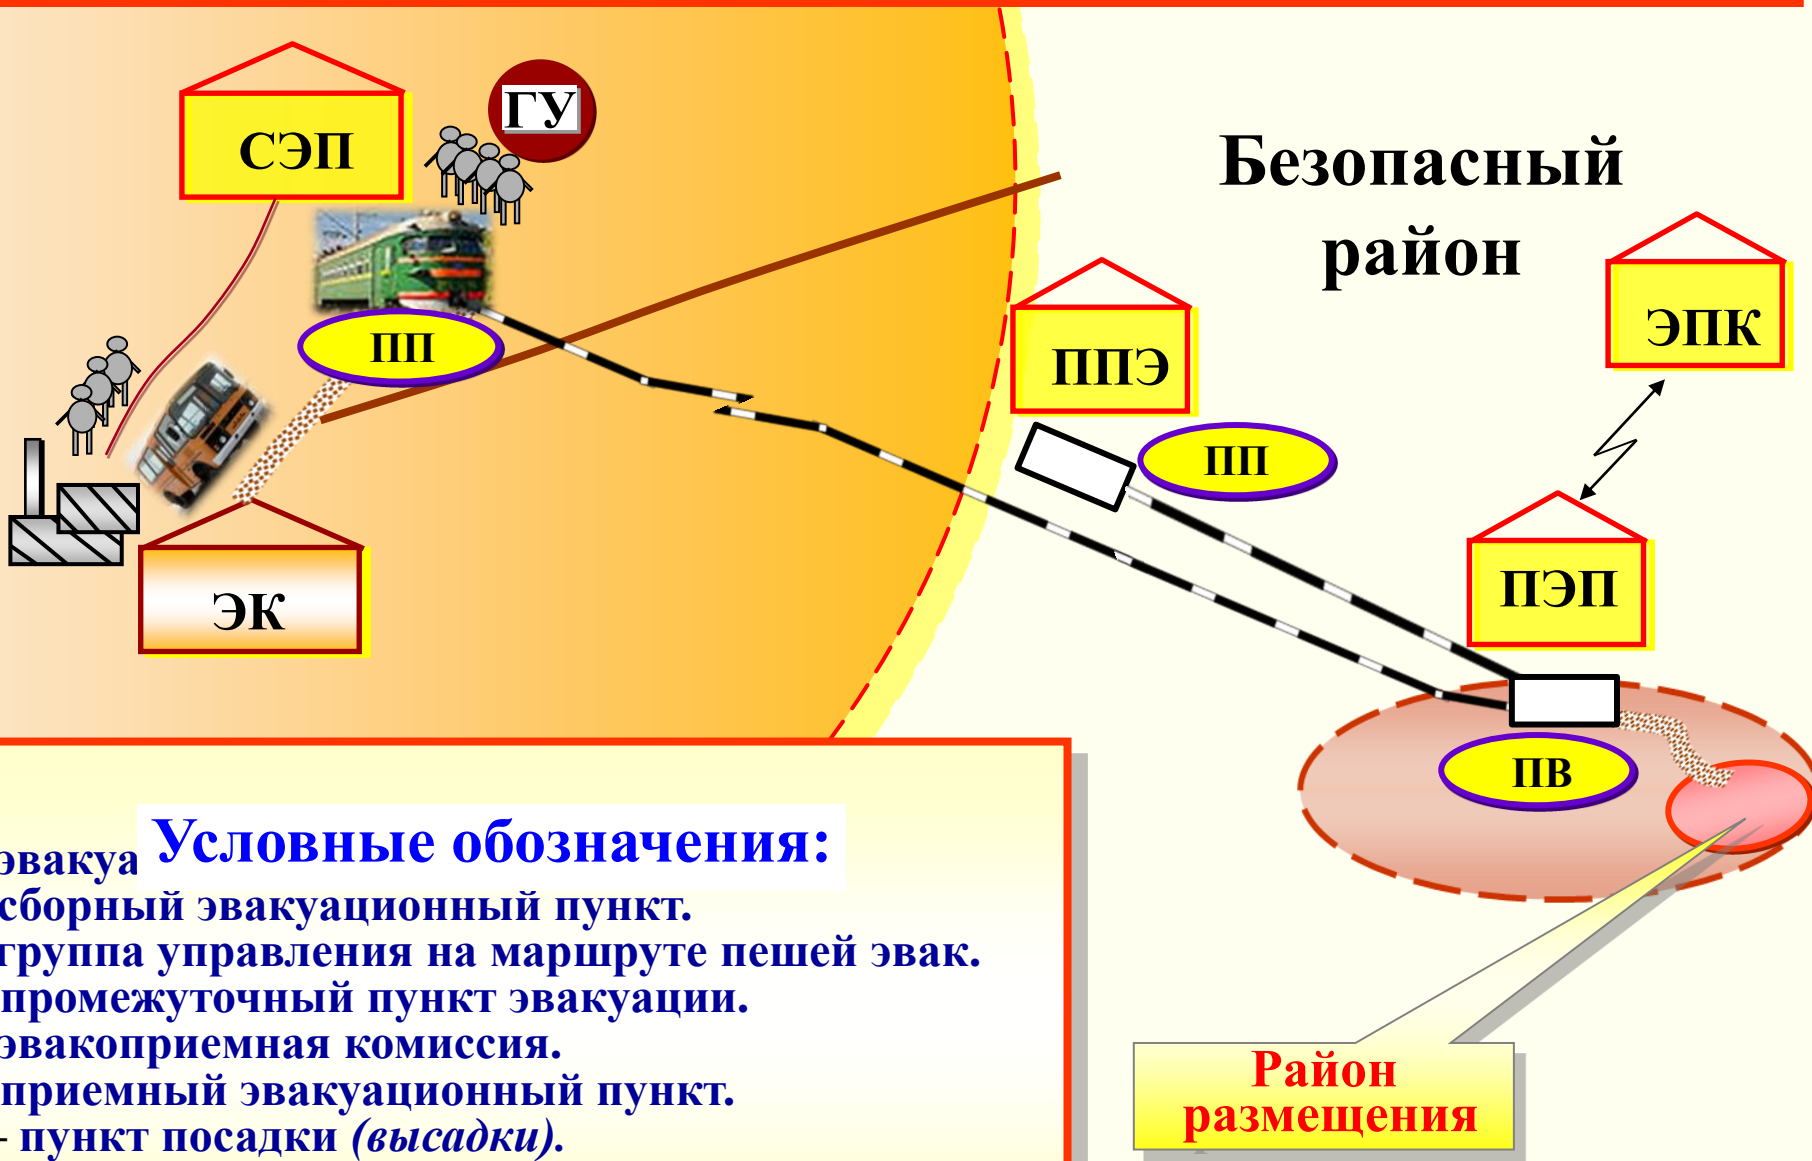 ГУ
СЭП
Безопасный
район
ЭПК
ПП
ППЭ
ПП
ПЭП
ЭК
ПВ
Условные обозначения:
эвакуа
сборный эвакуационный пункт.
группа управления на маршруте пешей эвак.
промежуточный пункт эвакуации.
эвакоприемная комиссия.
приемный эвакуационный пункт.
- пункт посадки (высадки).
Район
размещения